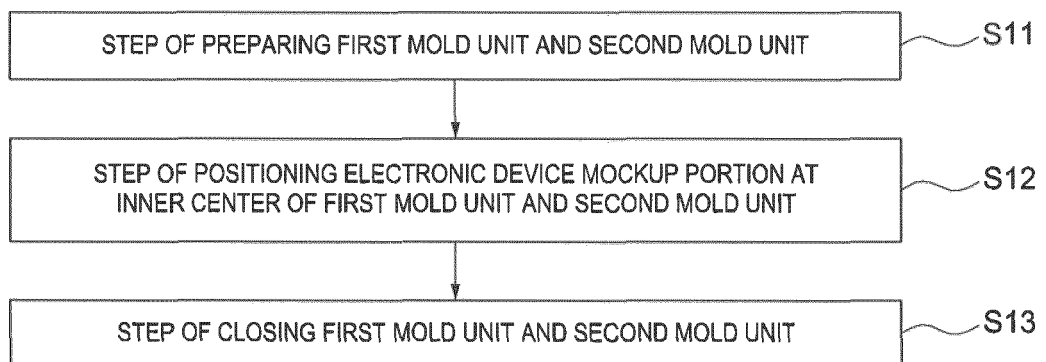 STEP OF PREPARING FIRST MOLD UNIT AND SECOND MOLD UNIT
S11
STEP OF POSITIONING ELECTRONIC DEVICE MOCKUP PORTION AT
INNER CENTER OF FIRST MOLD UNIT AND SECOND MOLD UNIT
S12
STEP OF CLOSING FIRST MOLD UNIT AND SECOND MOLD UNIT
S13